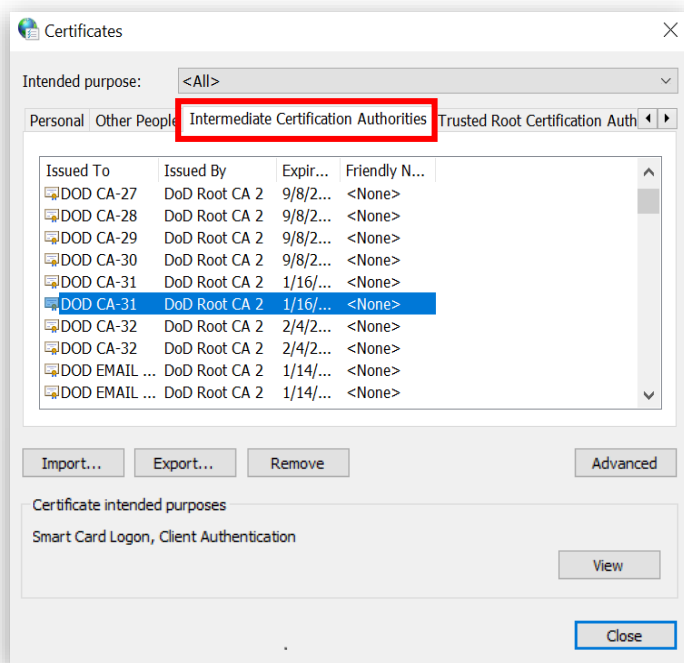 Certificates
Intended purpose: <All>
Personal Other People Intermediate Certification Authorities Trusted Root Certification Auth
Issued To Issued By Expir... Friendly N...
DOD CA-27 DoD Root CA 2 9/8/2... <None>
DOD CA-28 DoD Root CA 2 9/8/2... <None>
DOD CA-29 DoD Root CA 2 9/8/2... <None>
DOD CA-30 DoD Root CA 2 9/8/2... <None>
DOD CA-31 DoD Root CA 2 1/16/... <None>
DOD CA-31 DoD Root CA 2 1/16/... <None>
DOD CA-32 DoD Root CA 2 2/4/2... <None>
DOD CA-32 DoD Root CA 2 2/4/2... <None>
DOD EMAIL ... DoD Root CA 2 1/14/... <None>
DOD EMAIL ... DoD Root CA 2 1/14/... <None>
Import... Export... Remove Advanced
Certificate intended purposes
Smart Card Logon, Client Authentication
View
Close